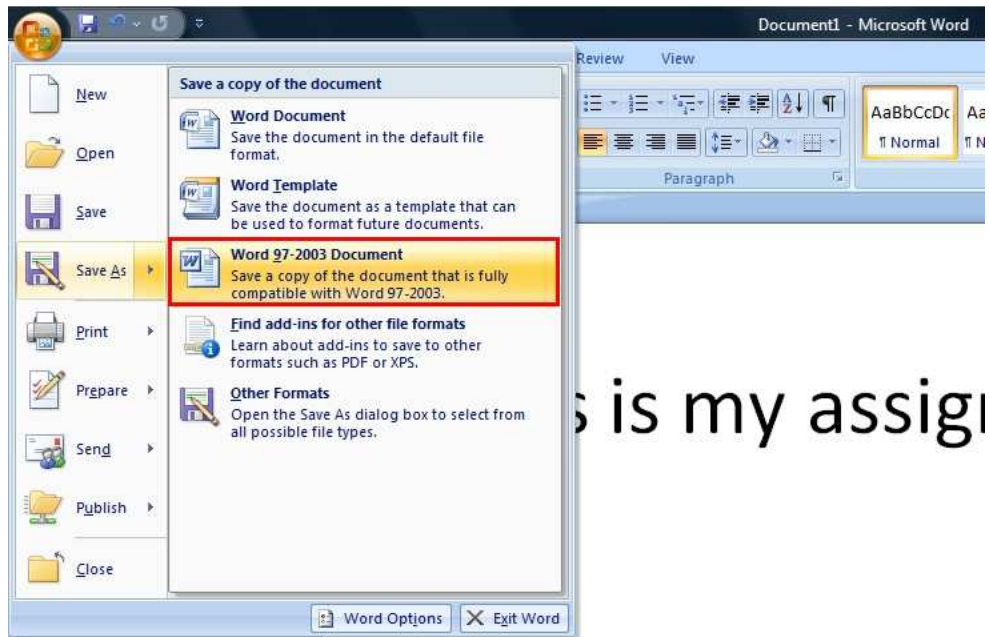 Document1 - Microsoft Word
Review View
New
Open
Save
Save As
Print
Prepare
Send
Publish
Close
Save a copy of the document
Word Document
Save the document in the default file
format.
Word Template
Save the document as a template that can
be used to format future documents.
Word 97-2003 Document
Save a copy of the document that is fully
compatible with Word 97-2003.
Find add-ins for other file formats
Learn about add-ins to save to other
formats such as PDF or XPS.
Other Formats
Open the Save As dialog box to select from
all possible file types.
Word Options Exit Word
AaBbCcDc Aa
¶ Normal ¶ N
Paragraph
s is my assign